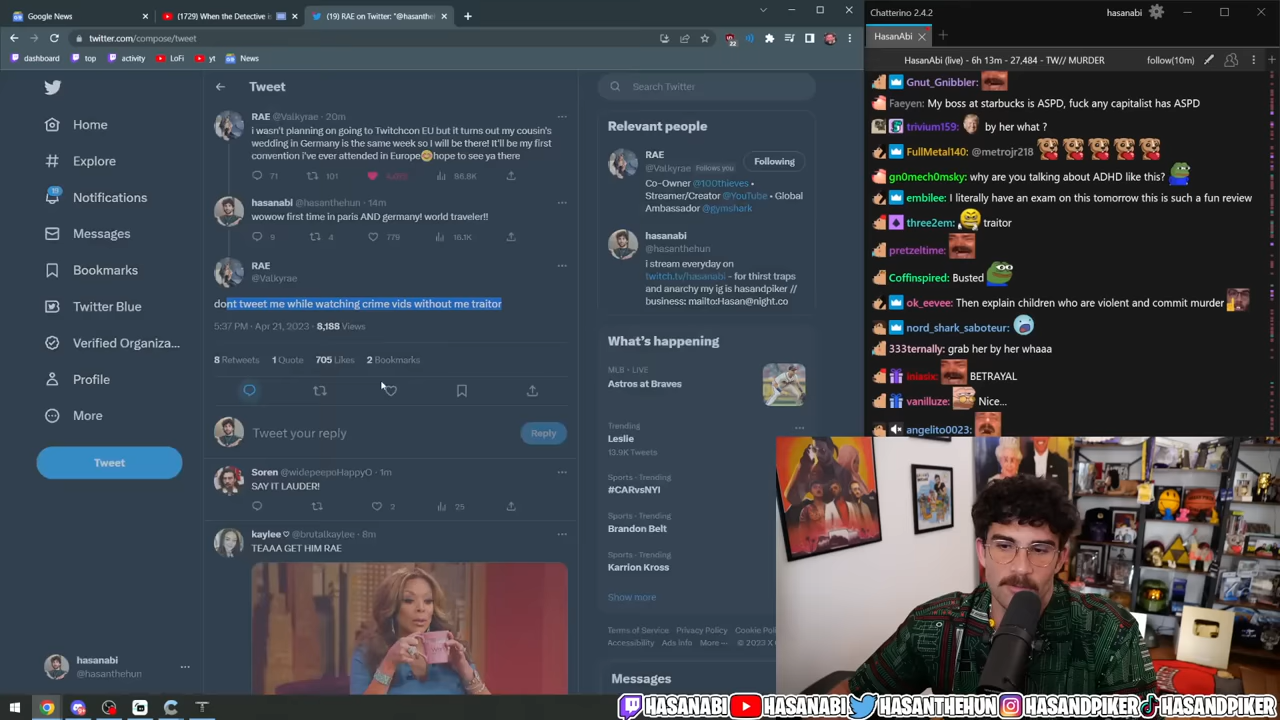 Google News
(1729) When the Detective is
(19) RAE on Twitter: "@hasanthe
twitter.com/compose/tweet
22
dashboard
top
activity
LoFi
yt
News
Home
Explore
19
Notifications
Messages
Bookmarks
Twitter Blue
Verified Organiza...
Profile
More
Tweet
hasanabi
@hasanthehun
Tweet
RAE @Valkyrae · 20m
i wasn't planning on going to Twitchcon EU but it turns out my cousin's
wedding in Germany is the same week so I will be there! It'll be my first
convention i've ever attended in Europe hope to see ya there
71 101 86.8K
hasanabi @hasanthehun · 14m
wowow first time in paris AND germany! world traveler!!
9 4 779 16.1K
RAE
@Valkyrae
dont tweet me while watching crime vids without me traitor
5:37 PM · Apr 21, 2023 · 8,188 Views
8 Retweets 1 Quote 705 Likes 2 Bookmarks
Tweet your reply
Reply
Soren @widepeepoHappyO · 1m
SAY IT LAUDER!
2 25
kaylee @brutalkaylee · 8m
TEAAA GET HIM RAE
Search Twitter
Relevant people
RAE
@Valkyrae Follows you
Following
Co-Owner @100thieves •
Streamer/Creator @YouTube • Global
Ambassador @gymshark
hasanabi
@hasanthehun
i stream everyday on
twitch.tv/hasanabi - for thirst traps
and anarchy my ig is hasandpiker //
business: mailto:Hasan@night.co
What's happening
MLB · LIVE
Astros at Braves
Trending
Leslie
13.9K Tweets
Sports · Trending
#CARvsNYI
Sports · Trending
Brandon Belt
Sports · Trending
Karrion Kross
Show more
Terms of Service Privacy Policy Cookie Pol
Accessibility Ads info More ··· © 2023 X C
Messages
Chatterino 2.4.2
hasanabi
HasanAbi
HasanAbi (live) - 6h 13m - 27,484 - TW// MURDER
follow(10m)
Gnut_Gnibbler:
Faeyen: My boss at starbucks is ASPD, fuck any capitalist has ASPD
trivium159: by her what ?
FullMetal140: @metrojr218
gn0mech0msky: why are you talking about ADHD like this?
embilee: I literally have an exam on this tomorrow this is such a fun review
three2em: traitor
pretzeltime:
Coffinspired: Busted
ok_eevee: Then explain children who are violent and commit murder
nord_shark_saboteur:
333ternally: grab her by her whaaa
BETRAYAL
vanilluze: Nice...
angelito0023:
HASANABI HASANABI HASANTHEHUN HASANDPIKER HASANDPIKER